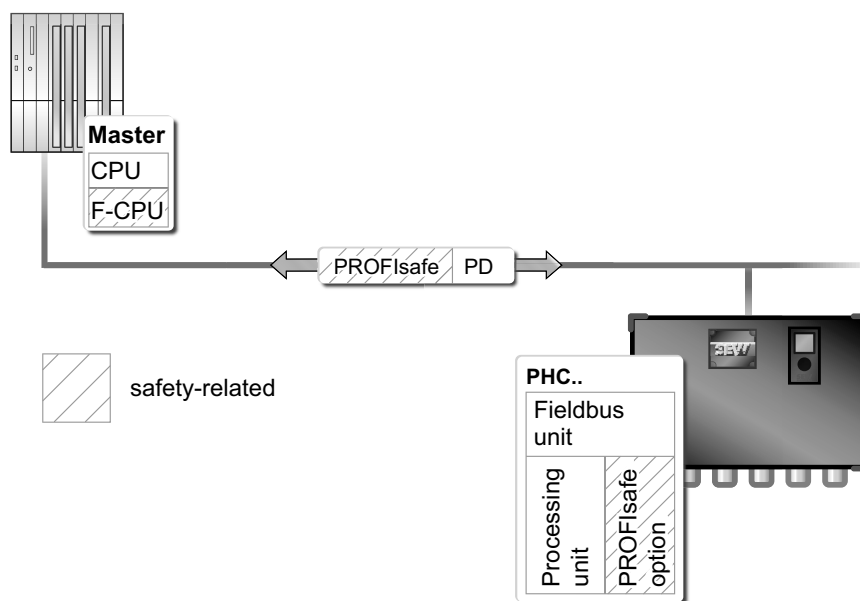 Master
CPU
F-CPU
PROFIsafe PD
safety-related
SEW
PHC..
Fieldbus
unit
Processing
unit
PROFIsafe
option